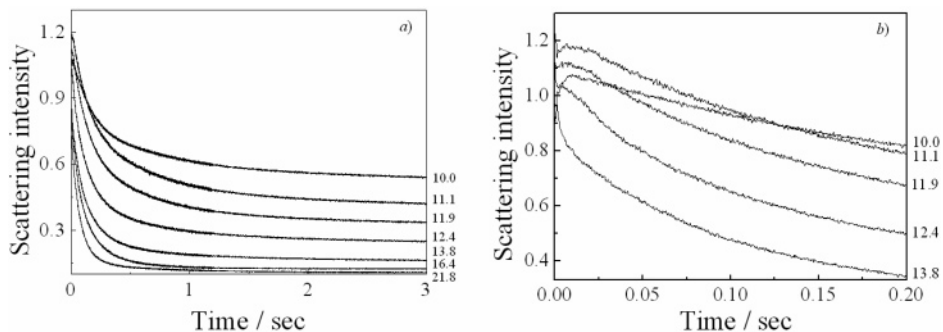 a)
Scattering intensity
1.2
0.9
0.6
0.3
10.0
11.1
11.9
12.4
13.8
16.4
21.8
0 1 2 3
Time / sec
b)
Scattering intensity
1.2
1.0
0.8
0.6
0.4
10.0
11.1
11.9
12.4
13.8
0.00 0.05 0.10 0.15 0.20
Time / sec